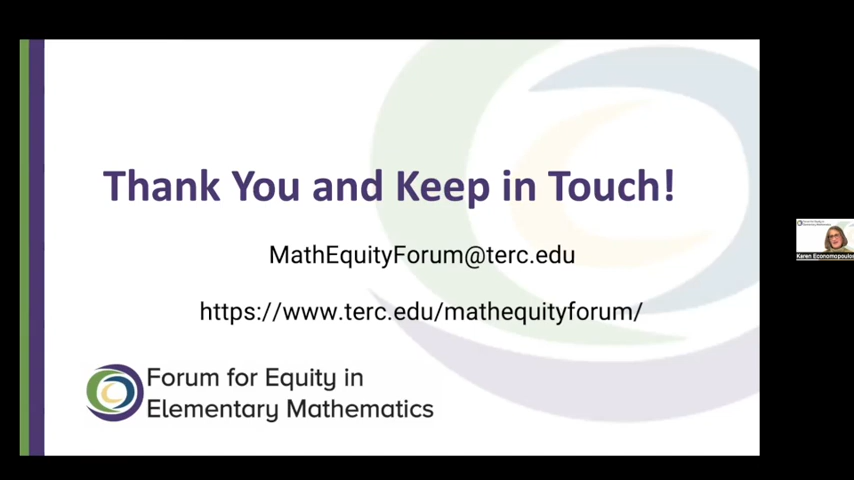 Thank You and Keep in Touch!
MathEquityForum@terc.edu
https://www.terc.edu/mathequityforum/
Forum for Equity in
Elementary Mathematics
Karen Economopoulos